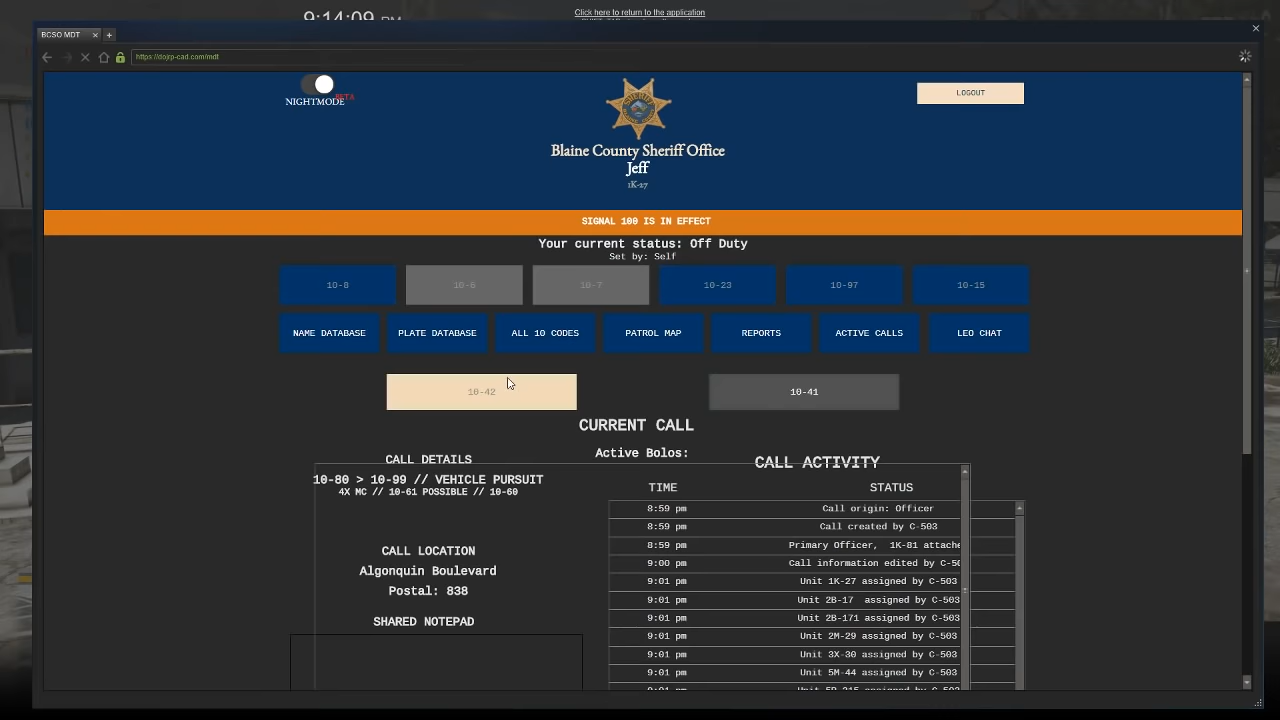 9:14:09 PM
Click here to return to the application
BCSO MDT
https://dojrp-cad.com/mdt
NIGHTMODE
BETA
LOGOUT
Blaine County Sheriff Office
Jeff
1K-27
SIGNAL 100 IS IN EFFECT
Your current status: Off Duty
Set by: Self
10-8
10-6
10-7
10-23
10-97
10-15
NAME DATABASE
PLATE DATABASE
ALL 10 CODES
PATROL MAP
REPORTS
ACTIVE CALLS
LEO CHAT
10-42
10-41
CURRENT CALL
Active Bolos:
CALL DETAILS
10-80 > 10-99 // VEHICLE PURSUIT
4X MC // 10-61 POSSIBLE // 10-60
CALL LOCATION
Algonquin Boulevard
Postal: 838
SHARED NOTEPAD
CALL ACTIVITY
TIME STATUS
8:59 pm Call origin: Officer
8:59 pm Call created by C-503
8:59 pm Primary Officer, 1K-81 attache
9:00 pm Call information edited by C-50
9:01 pm Unit 1K-27 assigned by C-503
9:01 pm Unit 2B-17 assigned by C-503
9:01 pm Unit 2B-171 assigned by C-503
9:01 pm Unit 2M-29 assigned by C-503
9:01 pm Unit 3X-30 assigned by C-503
9:01 pm Unit 5M-44 assigned by C-503